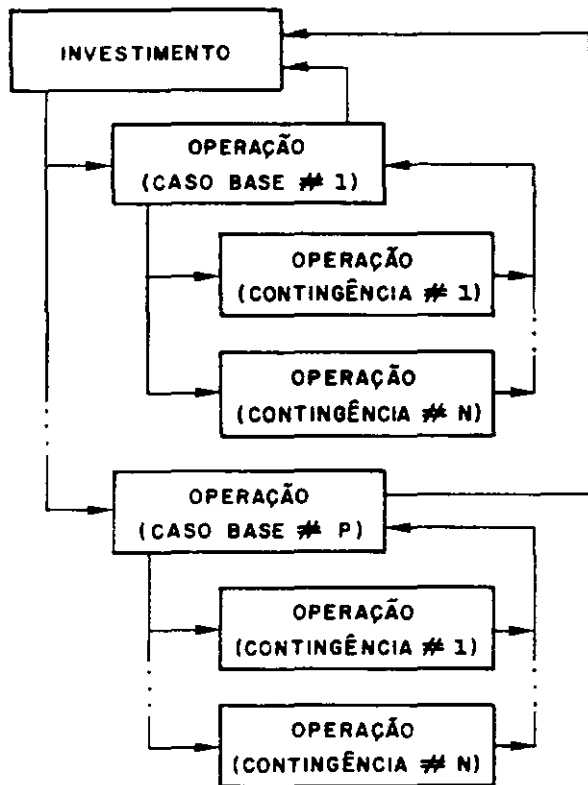 INVESTIMENTO
OPERAÇÃO
(CASO BASE # 1)
OPERAÇÃO
(CONTINGÊNCIA # 1)
OPERAÇÃO
(CONTINGÊNCIA # N)
OPERAÇÃO
(CASO BASE # P)
OPERAÇÃO
(CONTINGÊNCIA # 1)
OPERAÇÃO
(CONTINGÊNCIA # N)